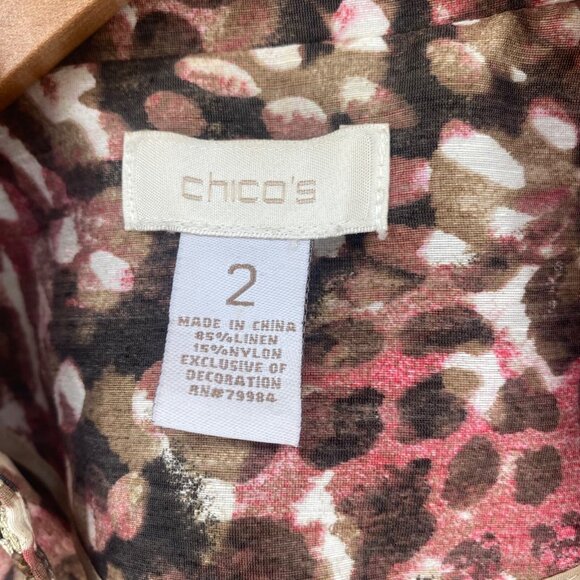 chico's
2
MADE IN CHINA
85%LINEN
15%NYLON
EXCLUSIVE OF
DECORATION
RN#79984